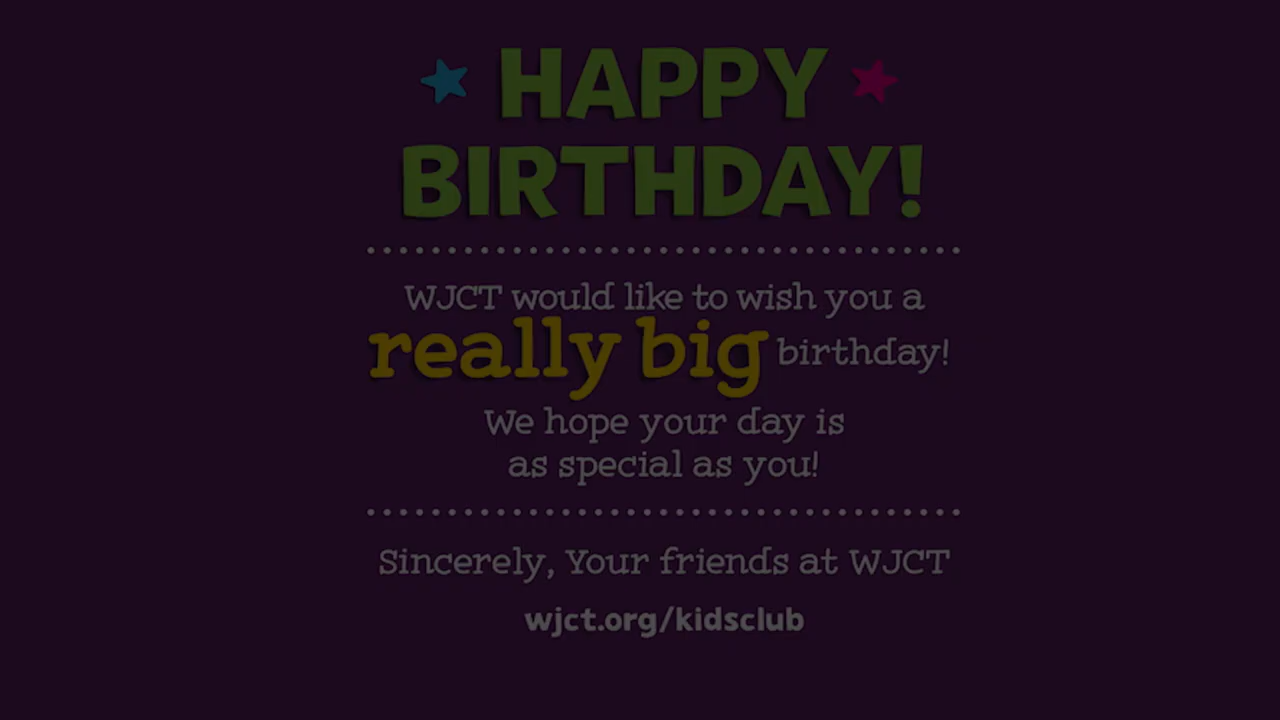 HAPPY
BIRTHDAY!
WJCT would like to wish you a
really big birthday!
We hope your day is
as special as you!
Sincerely, Your friends at WJCT
wjct.org/kidsclub